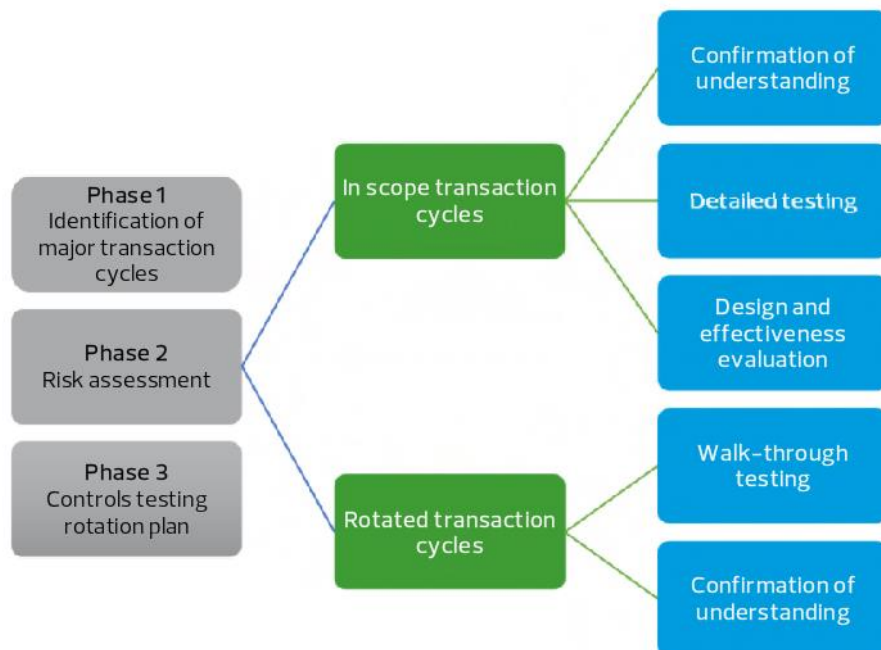 Phase 1
Identification of
major transaction
cycles
Phase 2
Risk assessment
Phase 3
Controls testing
rotation plan
In scope transaction
cycles
Rotated transaction
cycles
Confirmation of
understanding
Detailed testing
Design and
effectiveness
evaluation
Walk-through
testing
Confirmation of
understanding